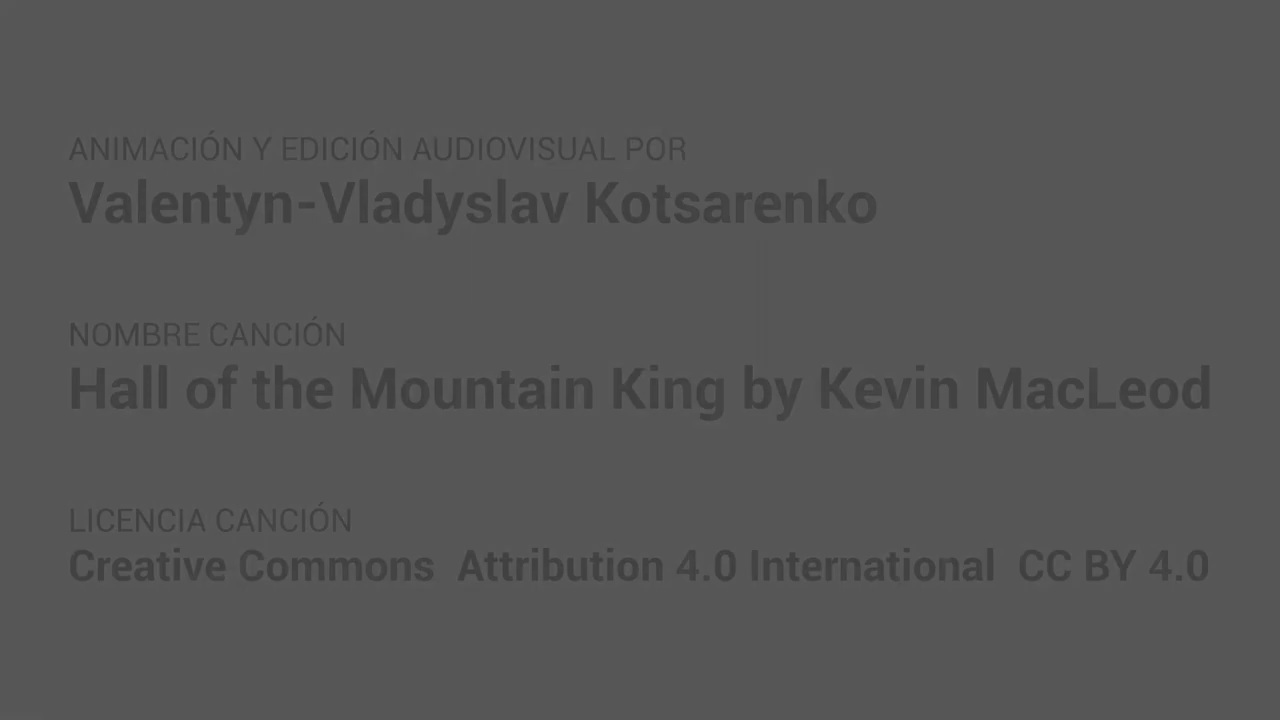 ANIMACIÓN Y EDICIÓN AUDIOVISUAL POR
Valentyn-Vladyslav Kotsarenko
NOMBRE CANCIÓN
Hall of the Mountain King by Kevin MacLeod
LICENCIA CANCIÓN
Creative Commons  Attribution 4.0 International  CC BY 4.0